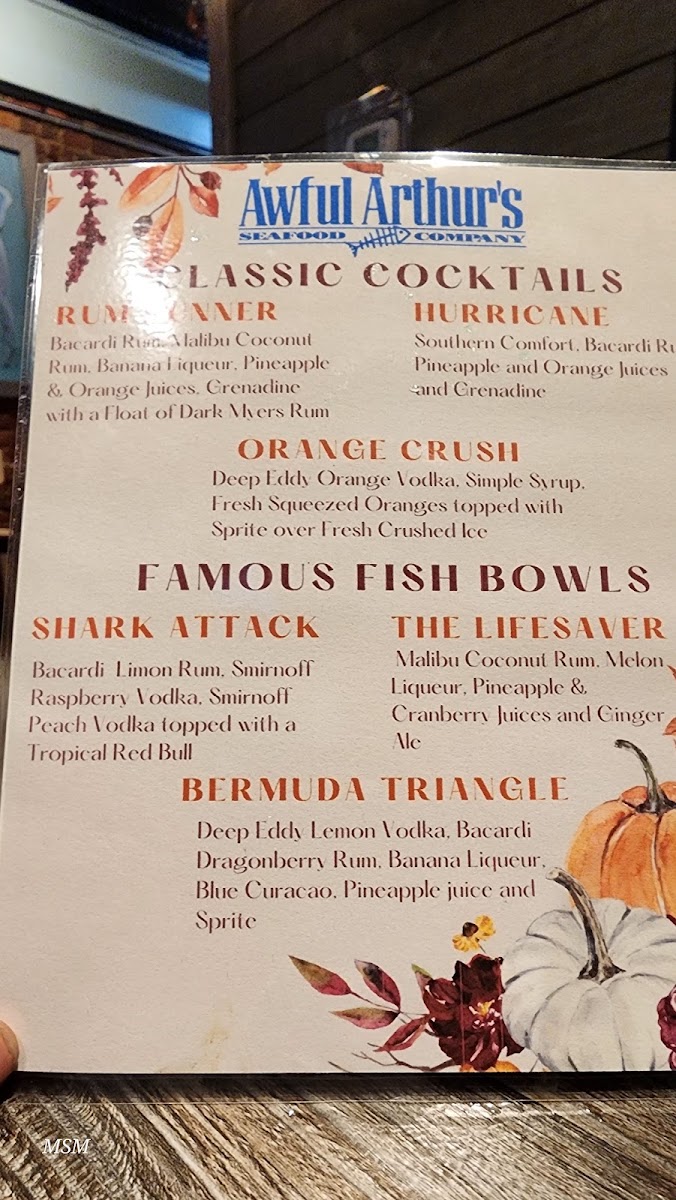 Awful Arthur's
SEAFOOD COMPANY
CLASSIC COCKTAILS
RUM RUNNER
Bacardi Rum, Malibu Coconut
Rum, Banana Liqueur, Pineapple
& Orange Juices, Grenadine
with a Float of Dark Myers Rum
HURRICANE
Southern Comfort, Bacardi Ru
Pineapple and Orange Juices
and Grenadine
ORANGE CRUSH
Deep Eddy Orange Vodka, Simple Syrup,
Fresh Squeezed Oranges topped with
Sprite over Fresh Crushed Ice
FAMOUS FISH BOWLS
SHARK ATTACK
Bacardi Limon Rum, Smirnoff
Raspberry Vodka, Smirnoff
Peach Vodka topped with a
Tropical Red Bull
THE LIFESAVER
Malibu Coconut Rum, Melon
Liqueur, Pineapple &
Cranberry Juices and Ginger
Ale
BERMUDA TRIANGLE
Deep Eddy Lemon Vodka, Bacardi
Dragonberry Rum, Banana Liqueur,
Blue Curacao, Pineapple juice and
Sprite
MSM